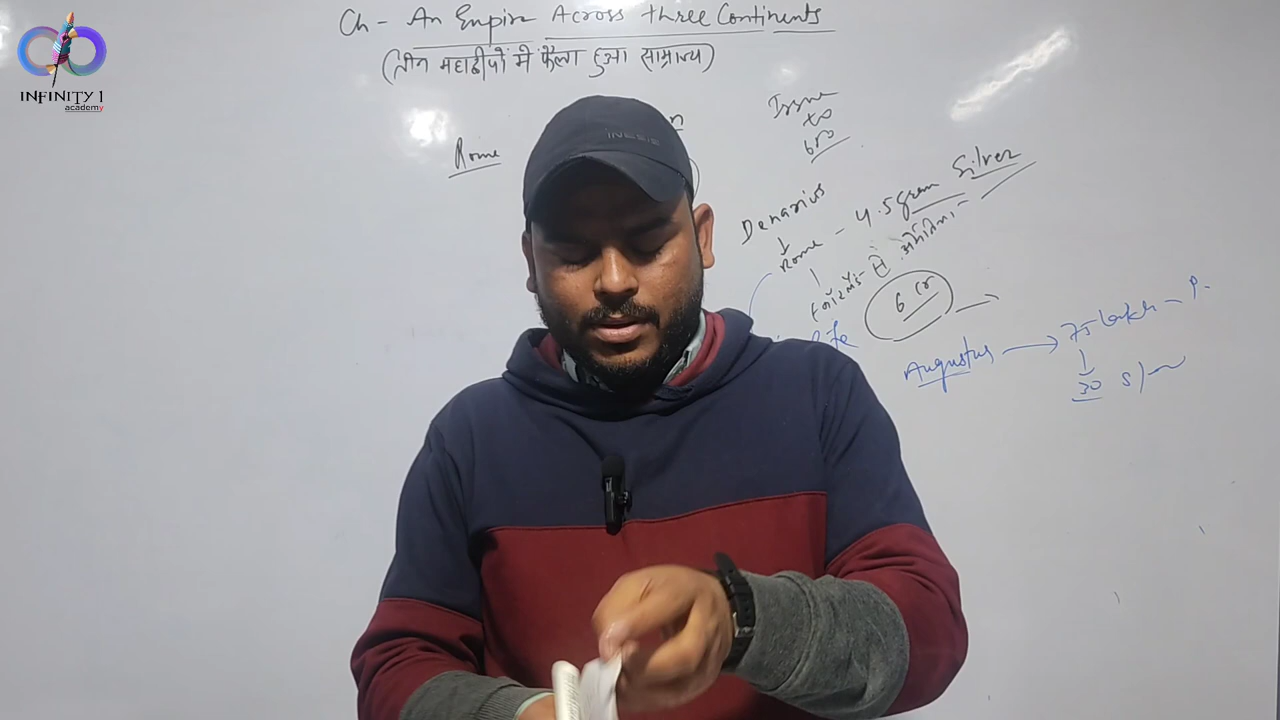 INFINITY 1
academy
Ch - An Empire Across three Continents
(तीन महाद्वीपों में फैला हुआ साम्राज्य)
Rome
Issue
to
Denarius
Rome - 4.5 gram Silver
6 cr
Augustus → 75 Lakh - P.
30